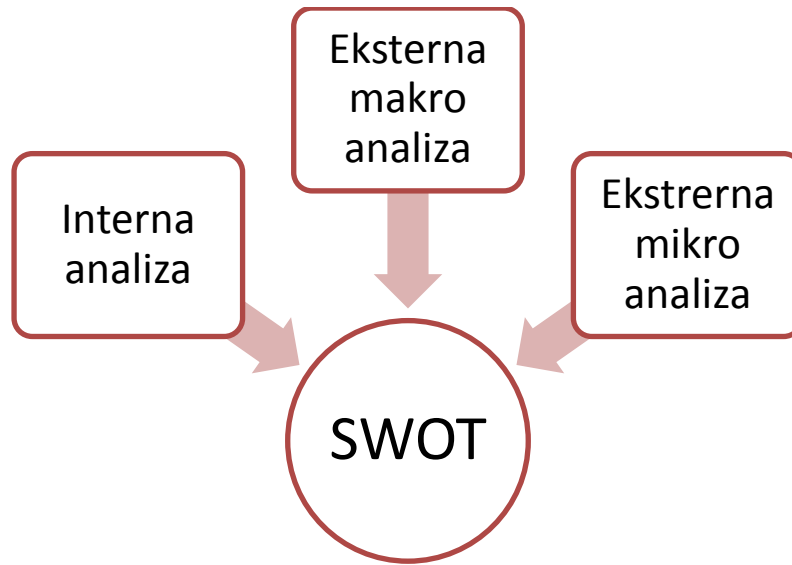 Eksterna
makro
analiza
Interna
analiza
Ekstrerna
mikro
analiza
SWOT